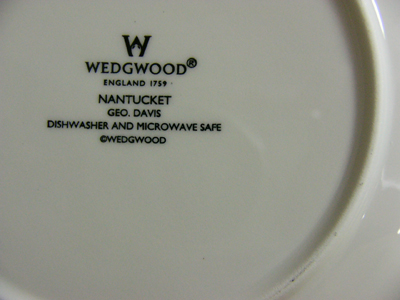 W
WEDGWOOD®
ENGLAND 1759
NANTUCKET
GEO. DAVIS
DISHWASHER AND MICROWAVE SAFE
©WEDGWOOD